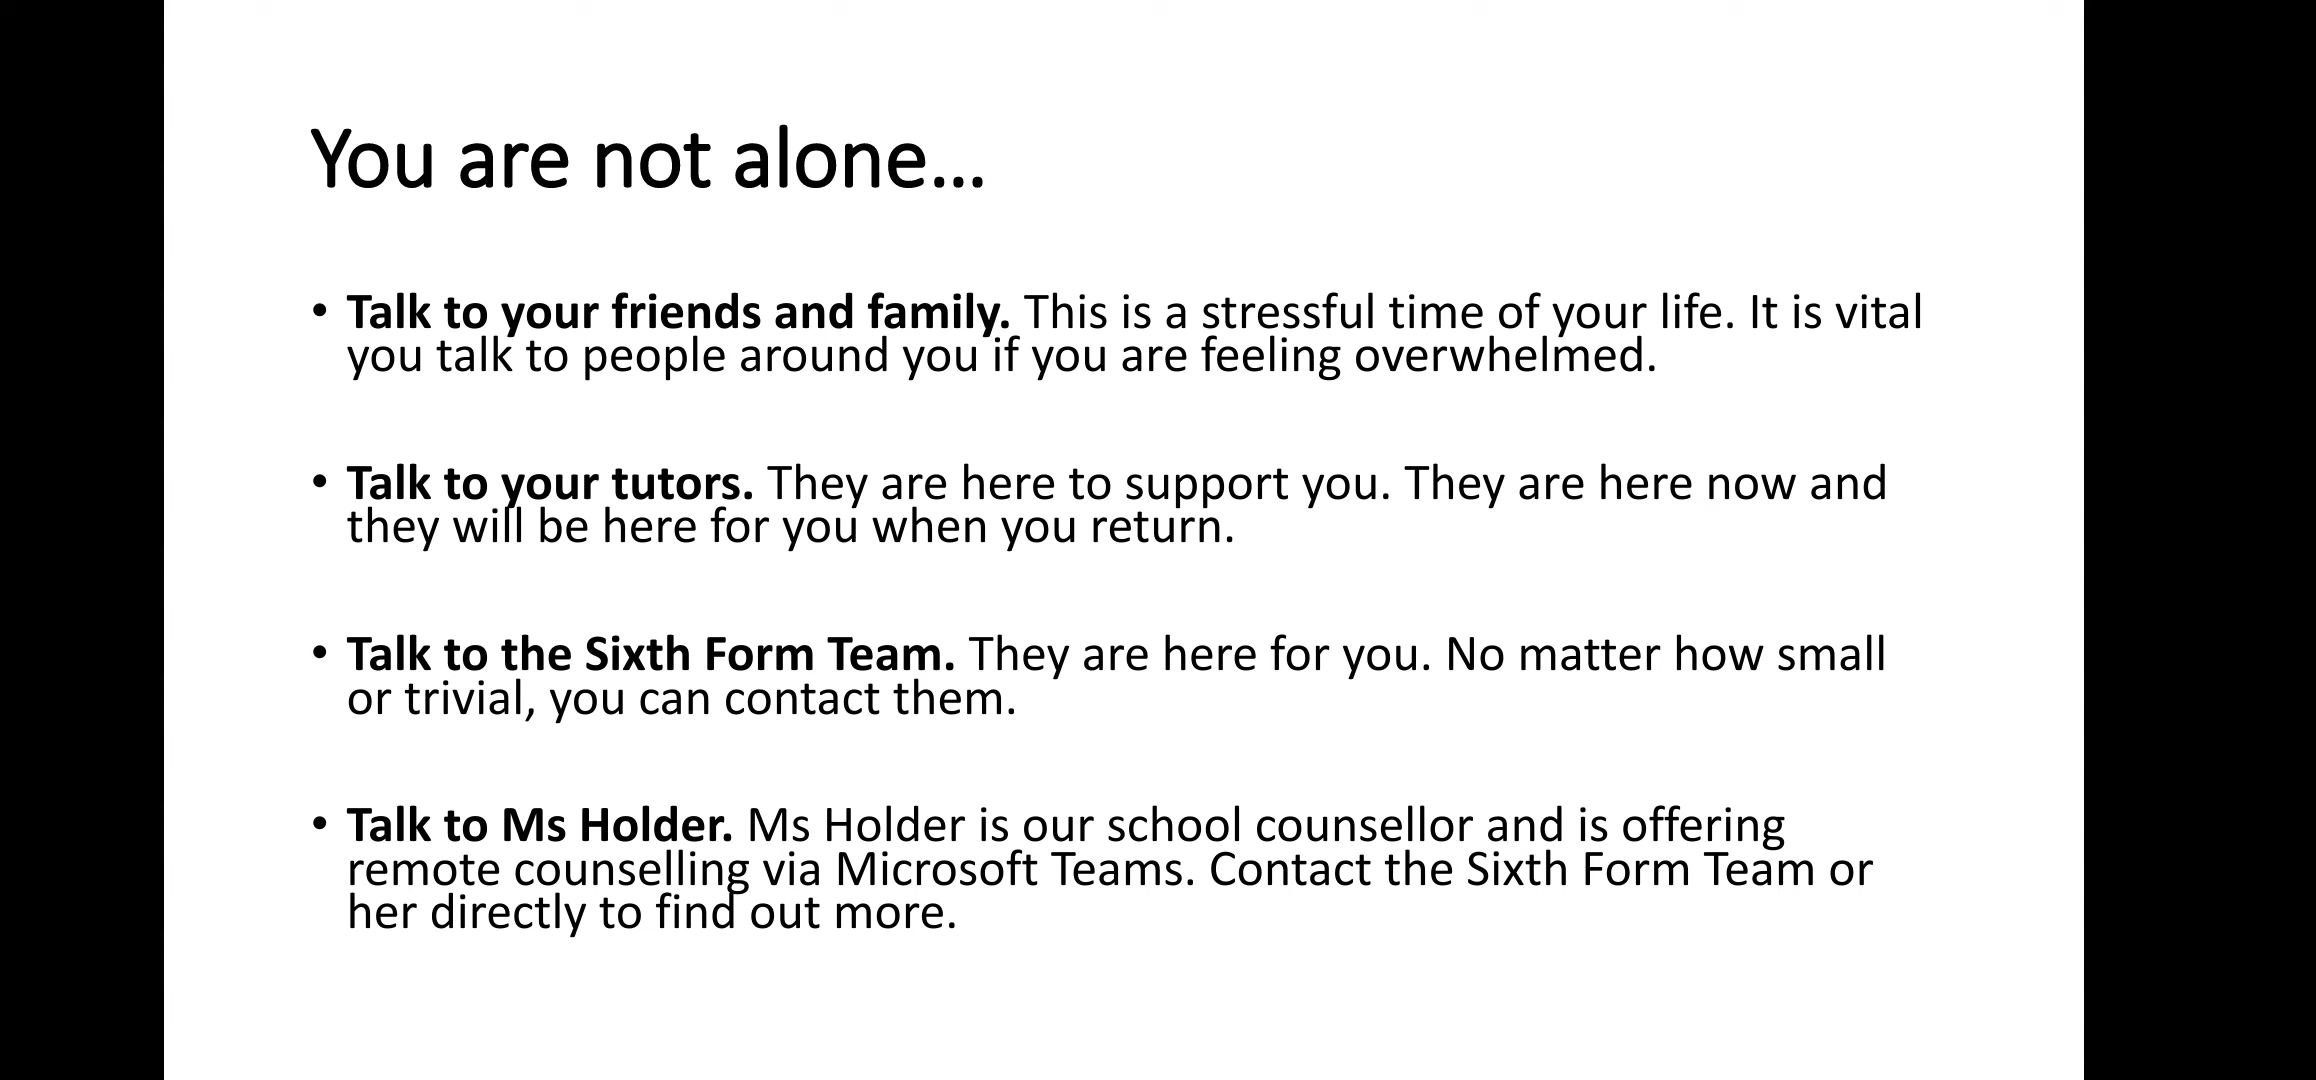 You are not alone...
• Talk to your friends and family. This is a stressful time of your life. It is vital
you talk to people around you if you are feeling overwhelmed.
• Talk to your tutors. They are here to support you. They are here now and
they will be here for you when you return.
• Talk to the Sixth Form Team. They are here for you. No matter how small
or trivial, you can contact them.
• Talk to Ms Holder. Ms Holder is our school counsellor and is offering
remote counselling via Microsoft Teams. Contact the Sixth Form Team or
her directly to find out more.